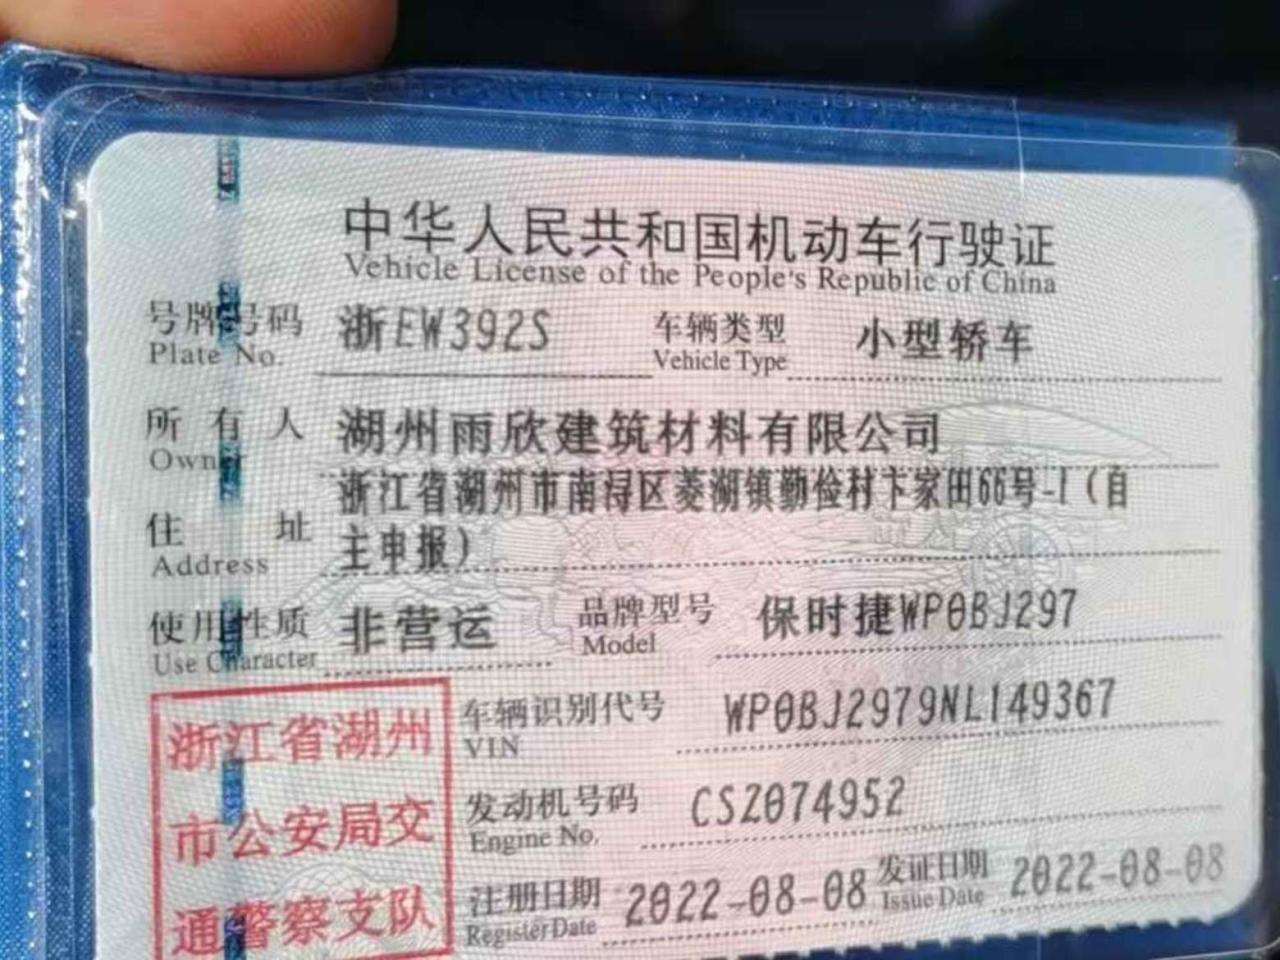 中华人民共和国机动车行驶证
Vehicle License of the People's Republic of China
号牌号码 浙EW392S 车辆类型 小型轿车
Plate No. Vehicle Type
所有人 湖州雨欣建筑材料有限公司
Owner
浙江省湖州市南浔区菱湖镇勤俭村卞家田66号-1（自
住址 主申报）
Address
使用性质 非营运 品牌型号 保时捷WP0BJ297
Use Character Model
浙江省湖州
市公安局交
通警察支队
车辆识别代号 WP0BJ2979NL149367
VIN
发动机号码 CSZ074952
Engine No.
注册日期 2022-08-08 发证日期 2022-08-08
Register Date Issue Date